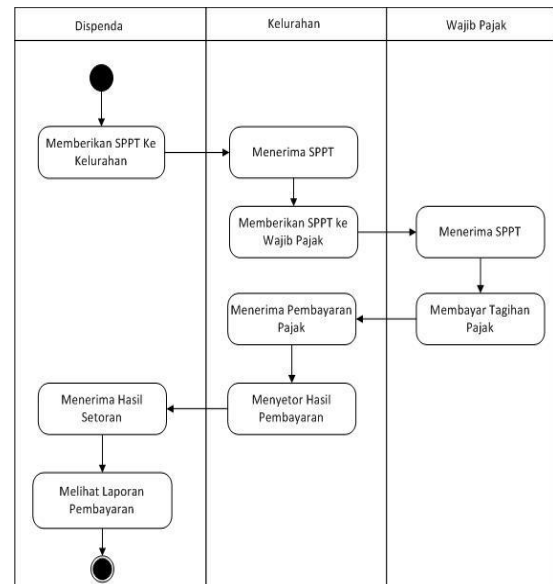 Dispenda
Kelurahan
Wajib Pajak
Memberikan SPPT Ke
Kelurahan
Menerima SPPT
Memberikan SPPT ke
Wajib Pajak
Menerima SPPT
Membayar Tagihan
Pajak
Menerima Pembayaran
Pajak
Menyetor Hasil
Pembayaran
Menerima Hasil
Setoran
Melihat Laporan
Pembayaran